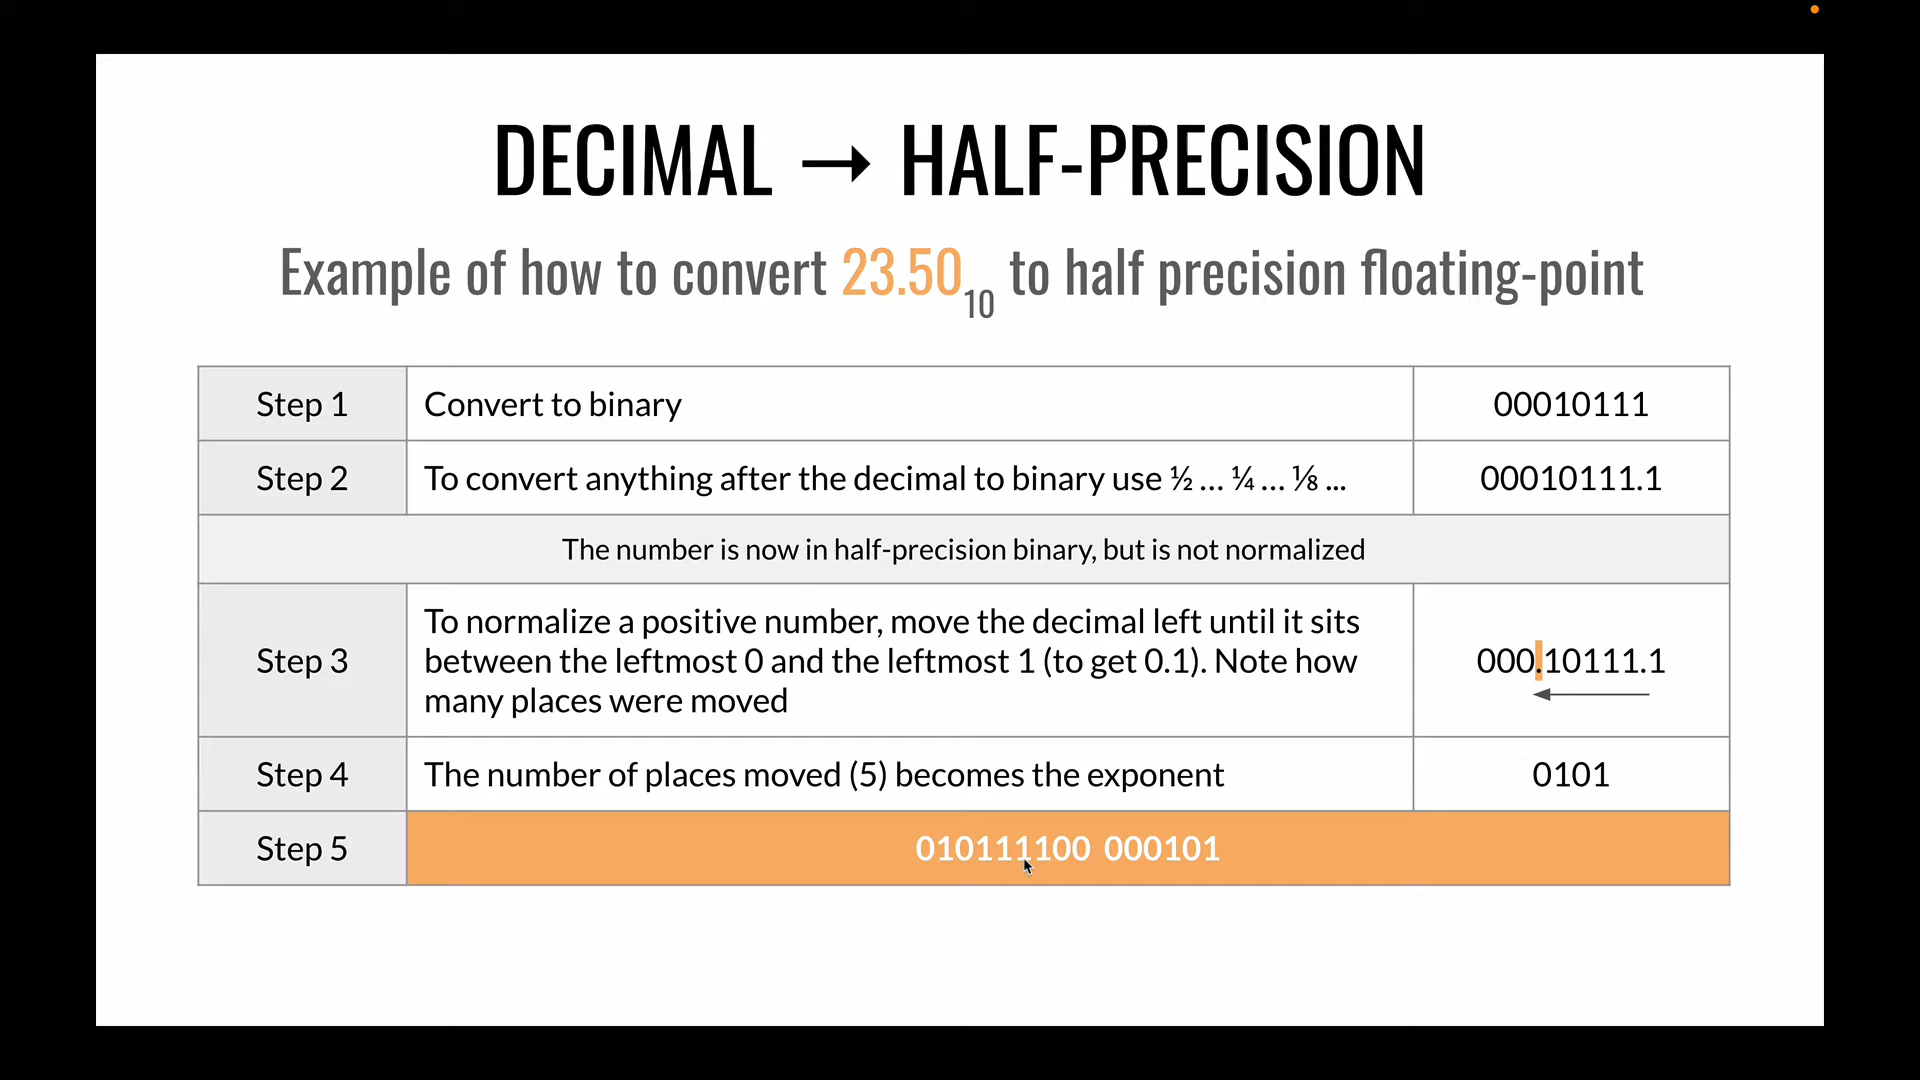 DECIMAL → HALF-PRECISION
Example of how to convert 23.50₁₀ to half precision floating-point
Step 1 Convert to binary 00010111
Step 2 To convert anything after the decimal to binary use ½ ... ¼ ... ⅛ ... 00010111.1
The number is now in half-precision binary, but is not normalized
Step 3
To normalize a positive number, move the decimal left until it sits
between the leftmost 0 and the leftmost 1 (to get 0.1). Note how
many places were moved
000.10111.1
Step 4 The number of places moved (5) becomes the exponent 0101
Step 5 010111100 000101